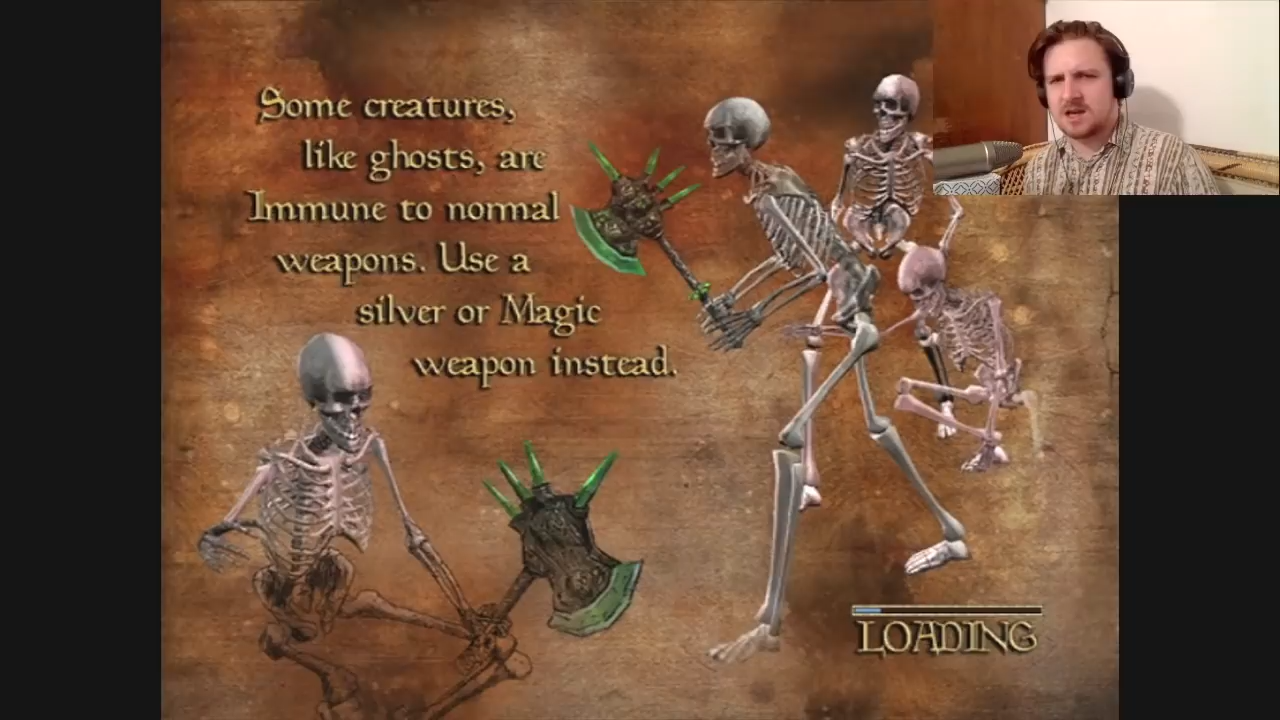 Some creatures,
like ghosts, are
Immune to normal
weapons. Use a
silver or Magic
weapon instead.
LOADING